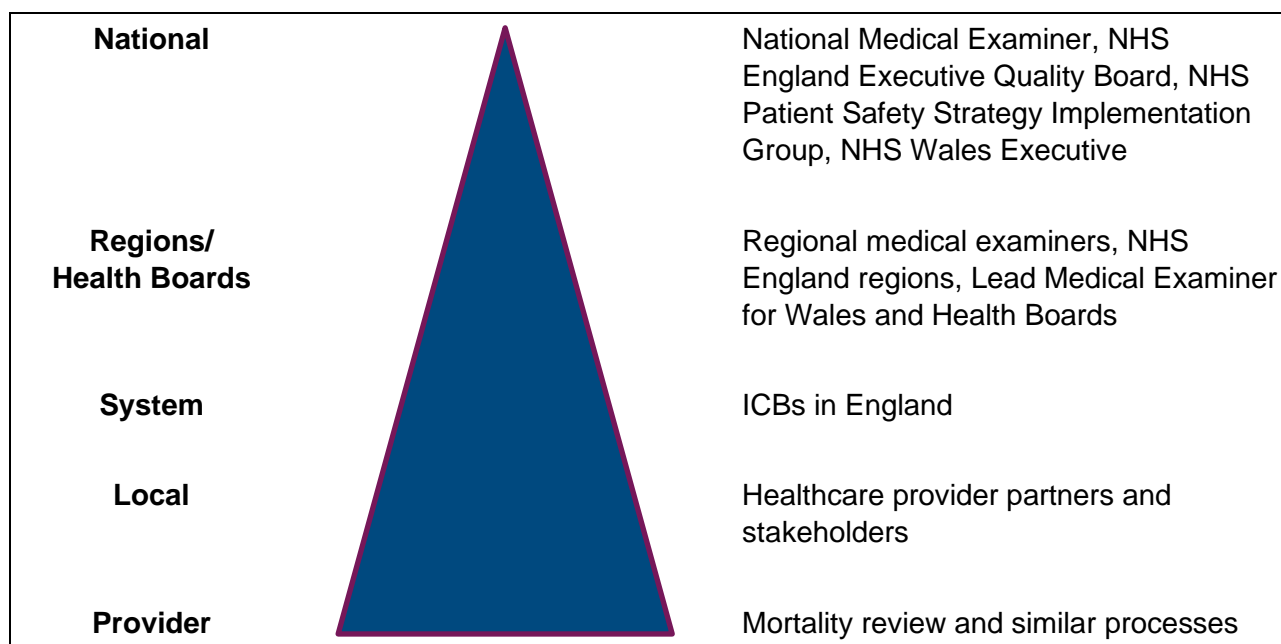 National
National Medical Examiner, NHS
England Executive Quality Board, NHS
Patient Safety Strategy Implementation
Group, NHS Wales Executive
Regions/
Health Boards
Regional medical examiners, NHS
England regions, Lead Medical Examiner
for Wales and Health Boards
System
ICBs in England
Local
Healthcare provider partners and
stakeholders
Provider
Mortality review and similar processes